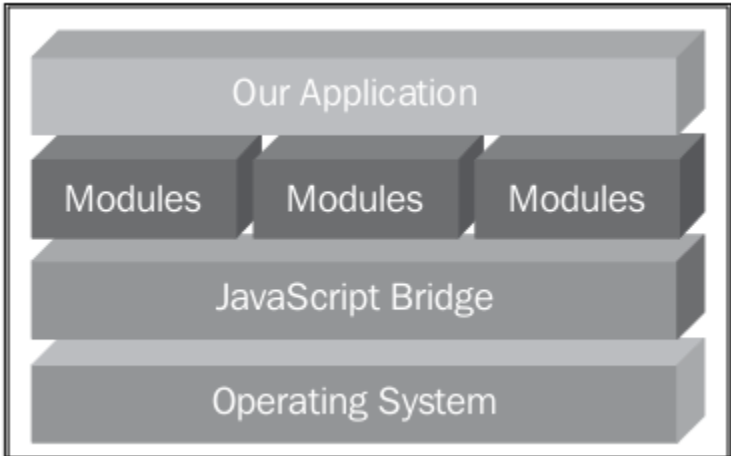 Our Application
Modules Modules Modules
JavaScript Bridge
Operating System